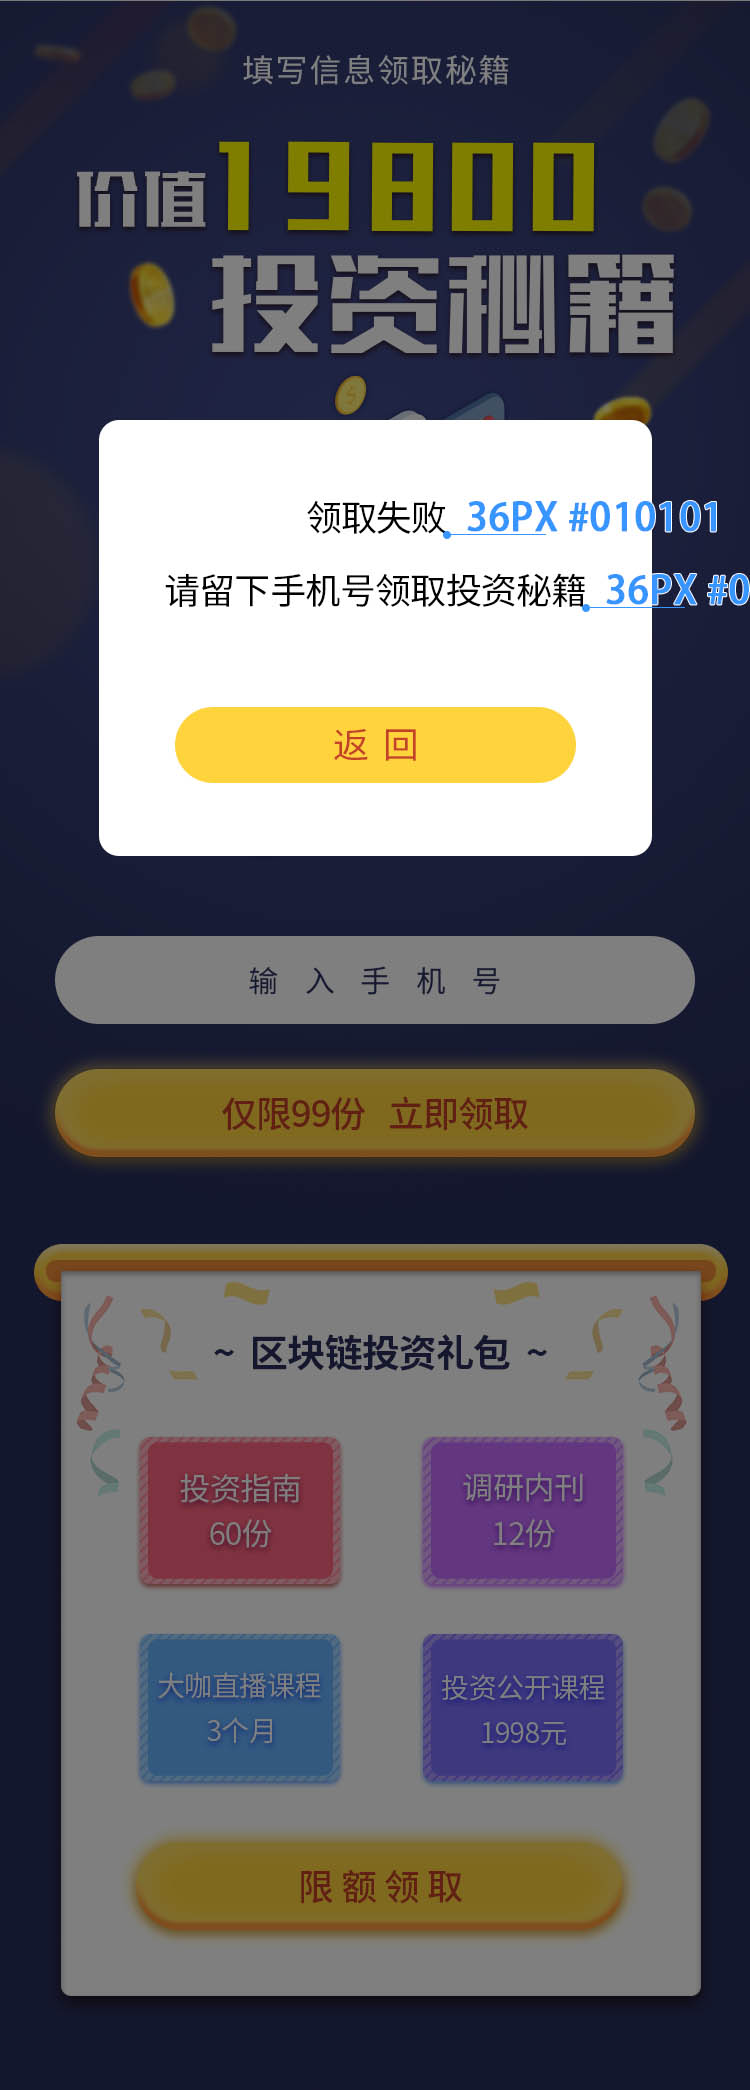 填写信息领取秘籍
价值19800
投资秘籍
领取失败 36PX #010101
请留下手机号领取投资秘籍 36PX #0
返 回
输 入 手 机 号
仅限99份 立即领取
~ 区块链投资礼包 ~
投资指南
60份
调研内刊
12份
大咖直播课程
3个月
投资公开课程
1998元
限额领取